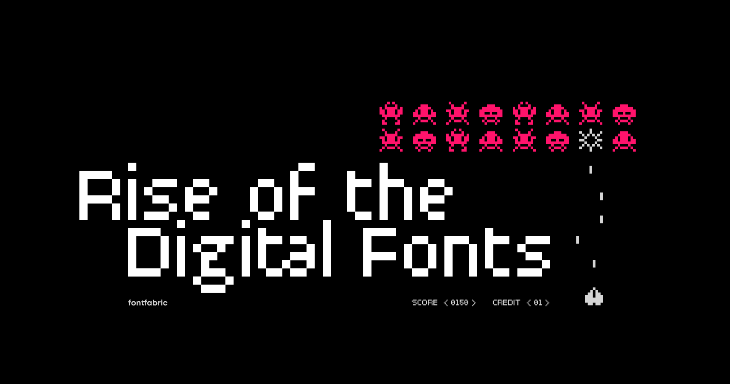 Rise of the
Digital Fonts
fontfabric
SCORE < 0150 >
CREDIT < 01 >